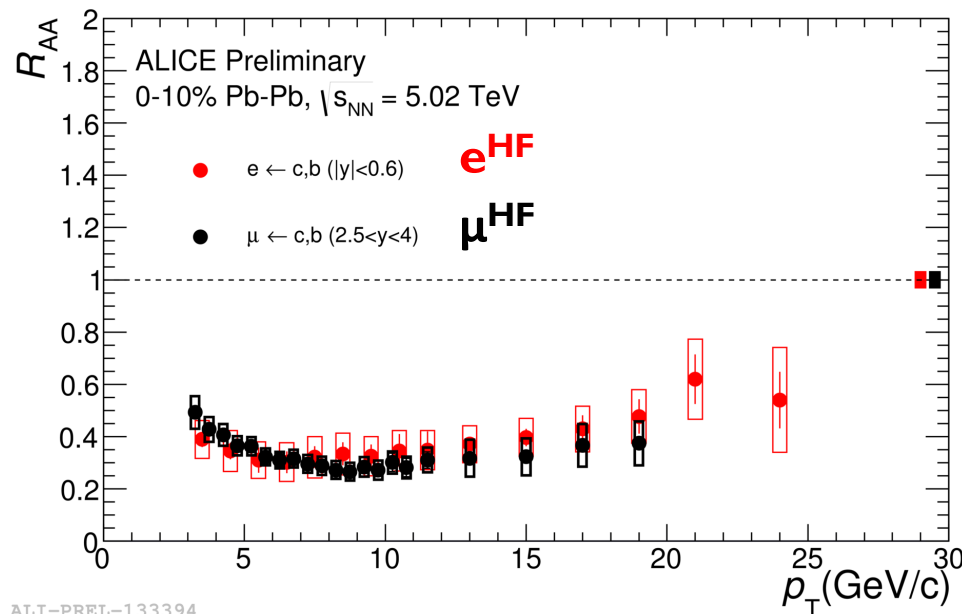 R_AA
2
1.8
1.6
1.4
1.2
1
0.8
0.6
0.4
0.2
0
ALICE Preliminary
0-10% Pb-Pb, √s_NN = 5.02 TeV
e ← c,b (|y|<0.6)
e^HF
μ ← c,b (2.5<y<4)
μ^HF
0 5 10 15 20 25 30
p_T(GeV/c)
ALI-PREL-133394